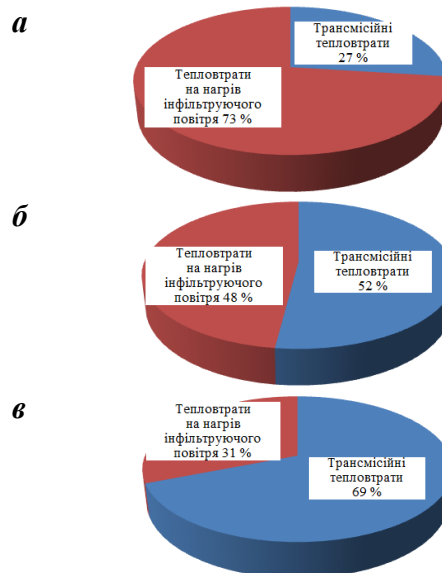 а
Трансмісійні
тепловтрати
27 %
Тепловтрати
на нагрів
інфільтруючого
повітря 73 %
б
Тепловтрати
на нагрів
інфільтруючого
повітря 48 %
Трансмісійні
тепловтрати
52 %
в
Тепловтрати
на нагрів
інфільтруючого
повітря 31 %
Трансмісійні
тепловтрати
69 %